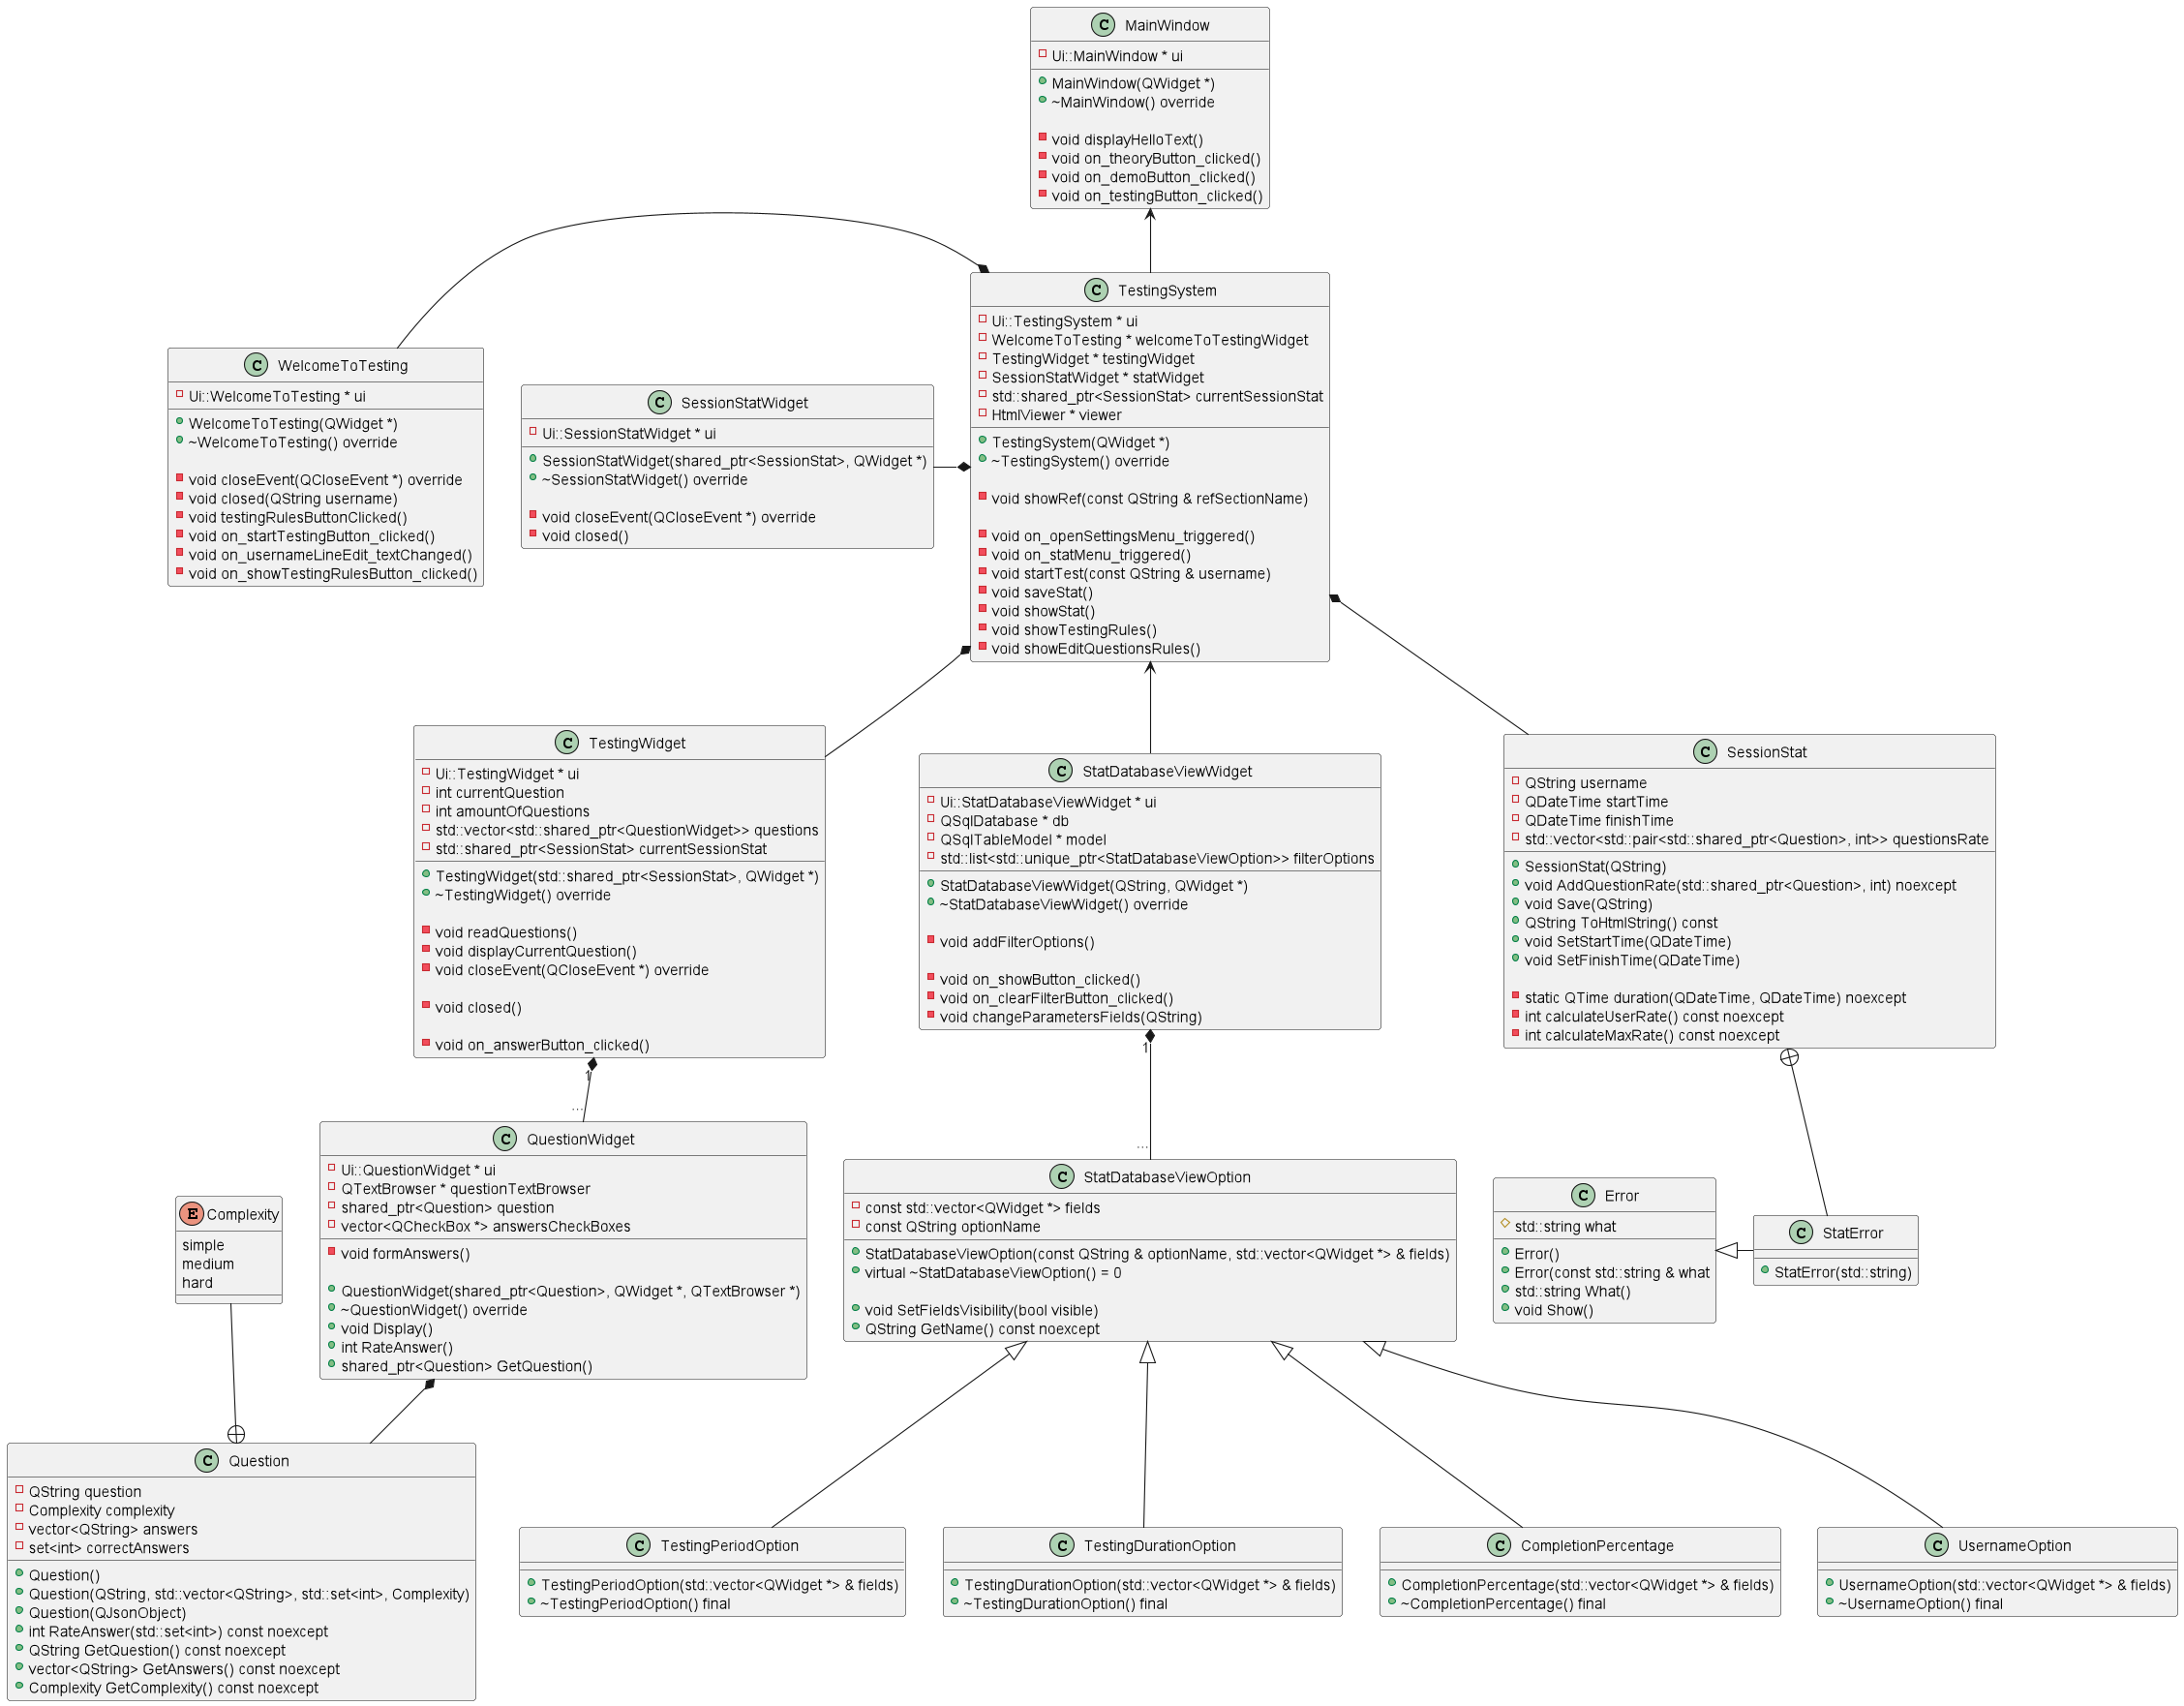 C MainWindow
Ui::MainWindow * ui
MainWindow(QWidget *)
~MainWindow() override
void displayHelloText()
void on_theoryButton_clicked()
void on_demoButton_clicked()
void on_testingButton_clicked()
C TestingSystem
Ui::TestingSystem * ui
WelcomeToTesting * welcomeToTestingWidget
TestingWidget * testingWidget
SessionStatWidget * statWidget
std::shared_ptr<SessionStat> currentSessionStat
HtmlViewer * viewer
TestingSystem(QWidget *)
~TestingSystem() override
void showRef(const QString & refSectionName)
void on_openSettingsMenu_triggered()
void on_statMenu_triggered()
void startTest(const QString & username)
void saveStat()
void showStat()
void showTestingRules()
void showEditQuestionsRules()
C WelcomeToTesting
Ui::WelcomeToTesting * ui
WelcomeToTesting(QWidget *)
~WelcomeToTesting() override
void closeEvent(QCloseEvent *) override
void closed(QString username)
void testingRulesButtonClicked()
void on_startTestingButton_clicked()
void on_usernameLineEdit_textChanged()
void on_showTestingRulesButton_clicked()
C SessionStatWidget
Ui::SessionStatWidget * ui
SessionStatWidget(shared_ptr<SessionStat>, QWidget *)
~SessionStatWidget() override
void closeEvent(QCloseEvent *) override
void closed()
C TestingWidget
Ui::TestingWidget * ui
int currentQuestion
int amountOfQuestions
std::vector<std::shared_ptr<QuestionWidget>> questions
std::shared_ptr<SessionStat> currentSessionStat
TestingWidget(std::shared_ptr<SessionStat>, QWidget *)
~TestingWidget() override
void readQuestions()
void displayCurrentQuestion()
void closeEvent(QCloseEvent *) override
void closed()
void on_answerButton_clicked()
1
...
C StatDatabaseViewWidget
Ui::StatDatabaseViewWidget * ui
QSqlDatabase * db
QSqlTableModel * model
std::list<std::unique_ptr<StatDatabaseViewOption>> filterOptions
StatDatabaseViewWidget(QString, QWidget *)
~StatDatabaseViewWidget() override
void addFilterOptions()
void on_showButton_clicked()
void on_clearFilterButton_clicked()
void changeParametersFields(QString)
1
...
C SessionStat
QString username
QDateTime startTime
QDateTime finishTime
std::vector<std::pair<std::shared_ptr<Question>, int>> questionsRate
SessionStat(QString)
void AddQuestionRate(std::shared_ptr<Question>, int) noexcept
void Save(QString)
QString ToHtmlString() const
void SetStartTime(QDateTime)
void SetFinishTime(QDateTime)
static QTime duration(QDateTime, QDateTime) noexcept
int calculateUserRate() const noexcept
int calculateMaxRate() const noexcept
C QuestionWidget
Ui::QuestionWidget * ui
QTextBrowser * questionTextBrowser
shared_ptr<Question> question
vector<QCheckBox *> answersCheckBoxes
void formAnswers()
QuestionWidget(shared_ptr<Question>, QWidget *, QTextBrowser *)
~QuestionWidget() override
void Display()
int RateAnswer()
shared_ptr<Question> GetQuestion()
E Complexity
simple
medium
hard
C StatDatabaseViewOption
const std::vector<QWidget *> fields
const QString optionName
StatDatabaseViewOption(const QString & optionName, std::vector<QWidget *> & fields)
virtual ~StatDatabaseViewOption() = 0
void SetFieldsVisibility(bool visible)
QString GetName() const noexcept
C Error
std::string what
Error()
Error(const std::string & what
std::string What()
void Show()
C StatError
StatError(std::string)
C Question
QString question
Complexity complexity
vector<QString> answers
set<int> correctAnswers
Question()
Question(QString, std::vector<QString>, std::set<int>, Complexity)
Question(QJsonObject)
int RateAnswer(std::set<int>) const noexcept
QString GetQuestion() const noexcept
vector<QString> GetAnswers() const noexcept
Complexity GetComplexity() const noexcept
C TestingPeriodOption
TestingPeriodOption(std::vector<QWidget *> & fields)
~TestingPeriodOption() final
C TestingDurationOption
TestingDurationOption(std::vector<QWidget *> & fields)
~TestingDurationOption() final
C CompletionPercentage
CompletionPercentage(std::vector<QWidget *> & fields)
~CompletionPercentage() final
C UsernameOption
UsernameOption(std::vector<QWidget *> & fields)
~UsernameOption() final